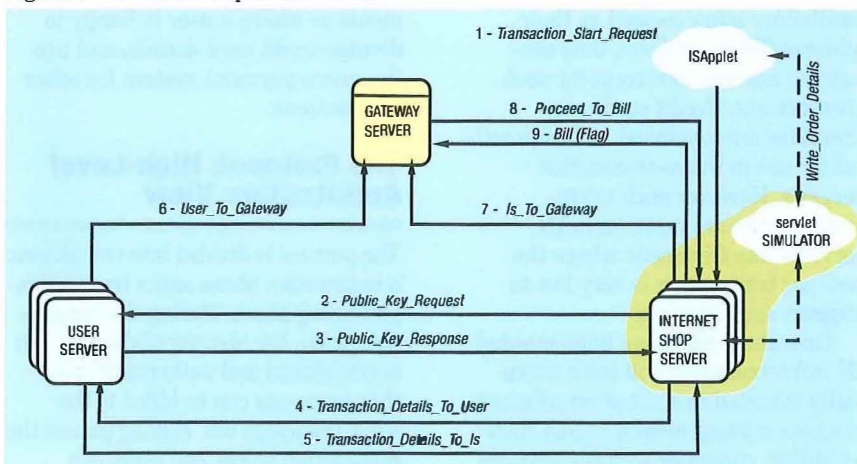 1 - Transaction_Start_Request
ISApplet
Write_Order_Details
GATEWAY
SERVER
8 - Proceed_To_Bill
9 - Bill (Flag)
6 - User_To_Gateway
7 - Is_To_Gateway
servlet
SIMULATOR
2 - Public_Key_Request
USER
SERVER
3 - Public_Key_Response
INTERNET
SHOP
SERVER
4 - Transaction_Details_To_User
5 - Transaction_Details_To_Is